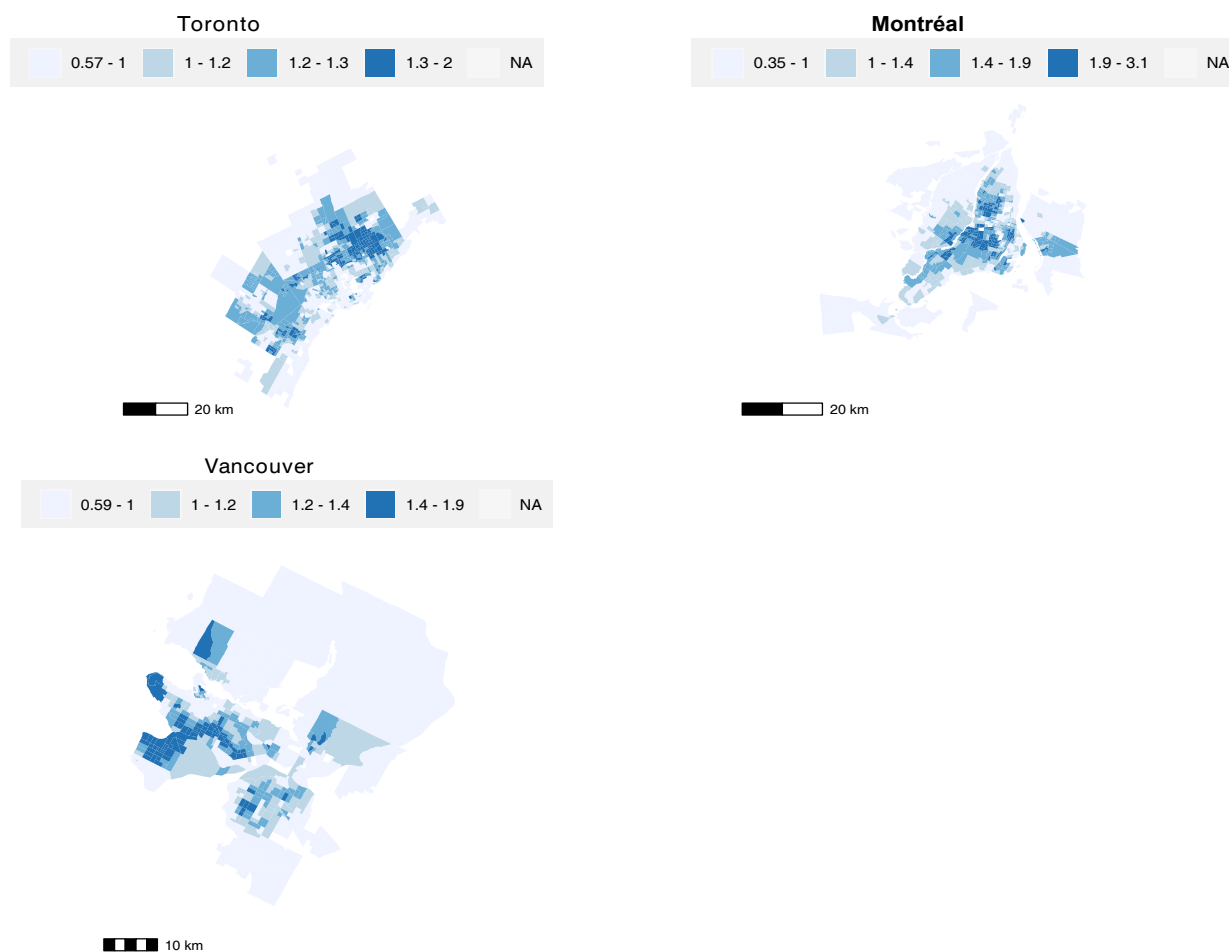 Toronto
0.57 - 1 1 - 1.2 1.2 - 1.3 1.3 - 2 NA
20 km
Montréal
0.35 - 1 1 - 1.4 1.4 - 1.9 1.9 - 3.1 NA
20 km
Vancouver
0.59 - 1 1 - 1.2 1.2 - 1.4 1.4 - 1.9 NA
10 km